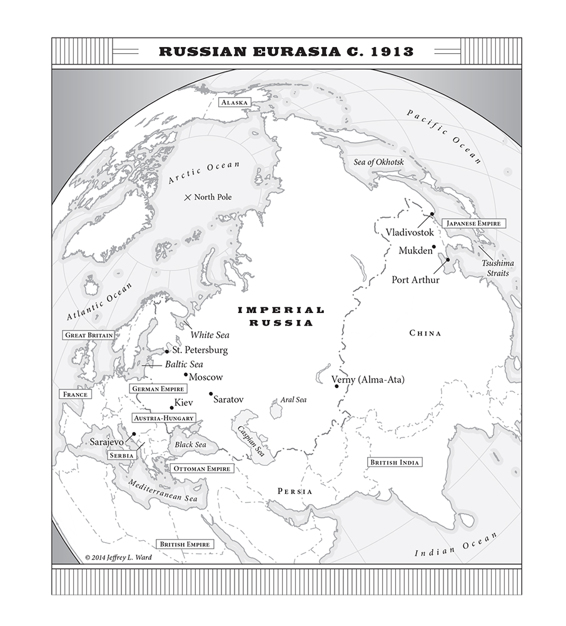 RUSSIAN EURASIA C. 1913
ALASKA
Pacific Ocean
Arctic Ocean
Sea of Okhotsk
North Pole
JAPANESE EMPIRE
Vladivostok
Mukden
Tsushima
Straits
Port Arthur
Atlantic Ocean
IMPERIAL
RUSSIA
CHINA
GREAT BRITAIN
White Sea
St. Petersburg
Baltic Sea
Moscow
Verny (Alma-Ata)
GERMAN EMPIRE
FRANCE
Saratov
Aral Sea
Kiev
AUSTRIA-HUNGARY
Caspian Sea
Sarajevo
Black Sea
SERBIA
BRITISH INDIA
OTTOMAN EMPIRE
Mediterranean Sea
PERSIA
BRITISH EMPIRE
Indian Ocean
© 2014 Jeffrey L. Ward